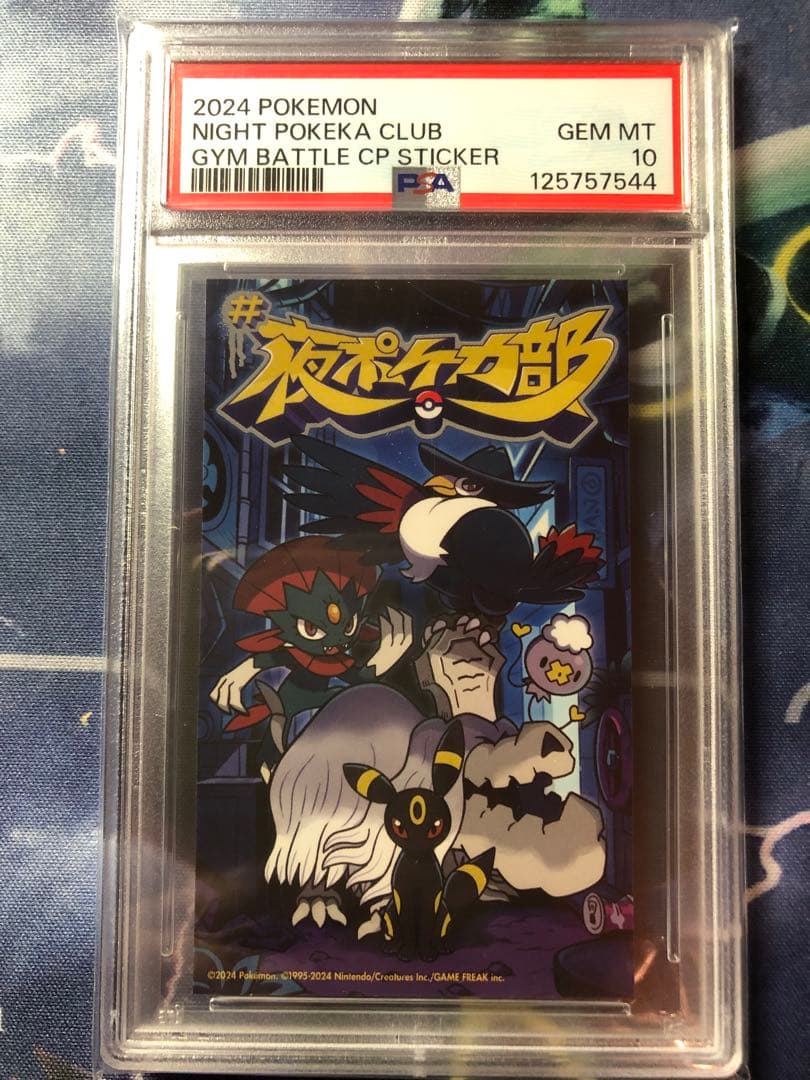 2024 POKEMON
NIGHT POKEKA CLUB GEM MT
GYM BATTLE CP STICKER 10
PSA 125757544
#夜ポケカ部
©2024 Pokémon. ©1995-2024 Nintendo/Creatures Inc./GAME FREAK inc.